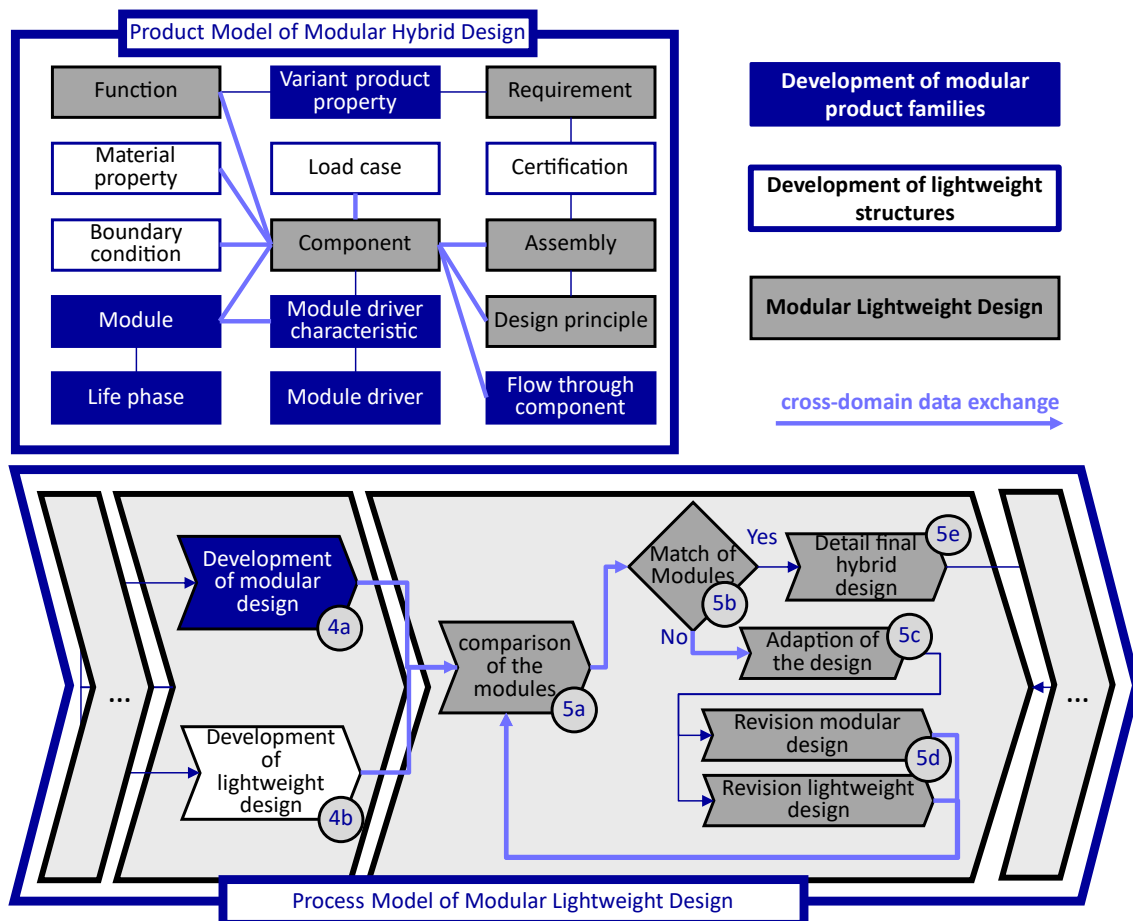 Product Model of Modular Hybrid Design
Function
Variant product
property
Requirement
Material
property
Load case
Certification
Boundary
condition
Component
Assembly
Module
Module driver
characteristic
Design principle
Life phase
Module driver
Flow through
component
Development of modular
product families
Development of lightweight
structures
Modular Lightweight Design
cross-domain data exchange
...
Development
of modular
design
4a
Development
of
lightweight
design
4b
comparison
of the
modules
5a
Match of
Modules
5b
Yes
No
Detail final
hybrid
design
5e
Adaption of
the design
5c
Revision modular
design
5d
Revision lightweight
design
...
Process Model of Modular Lightweight Design